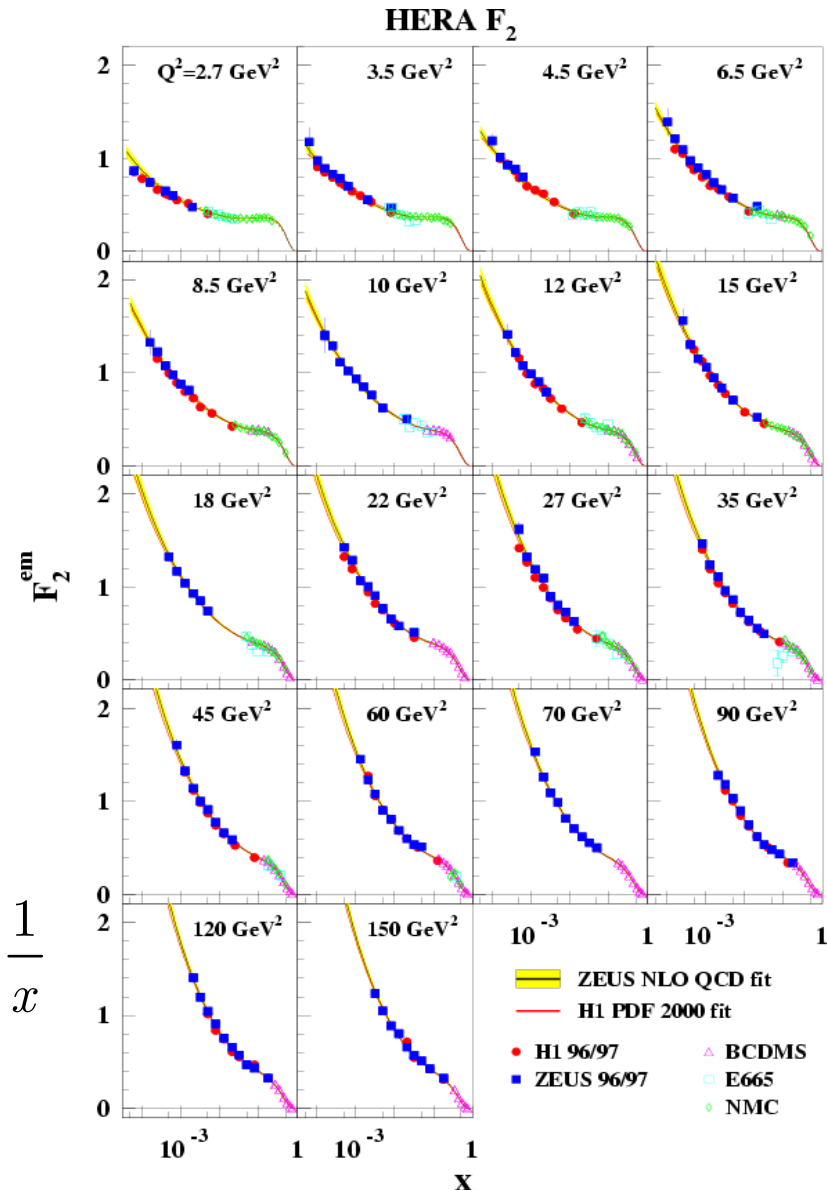 HERA F₂
2
1
0
Q²=2.7 GeV²
3.5 GeV²
4.5 GeV²
6.5 GeV²
2
1
0
8.5 GeV²
10 GeV²
12 GeV²
15 GeV²
F₂ᵉᵐ
2
1
0
18 GeV²
22 GeV²
27 GeV²
35 GeV²
2
1
0
45 GeV²
60 GeV²
70 GeV²
90 GeV²
1
x
2
1
0
120 GeV²
150 GeV²
10⁻³
1
10⁻³
1
ZEUS NLO QCD fit
H1 PDF 2000 fit
H1 96/97
ZEUS 96/97
BCDMS
E665
NMC
10⁻³
1
10⁻³
1
x